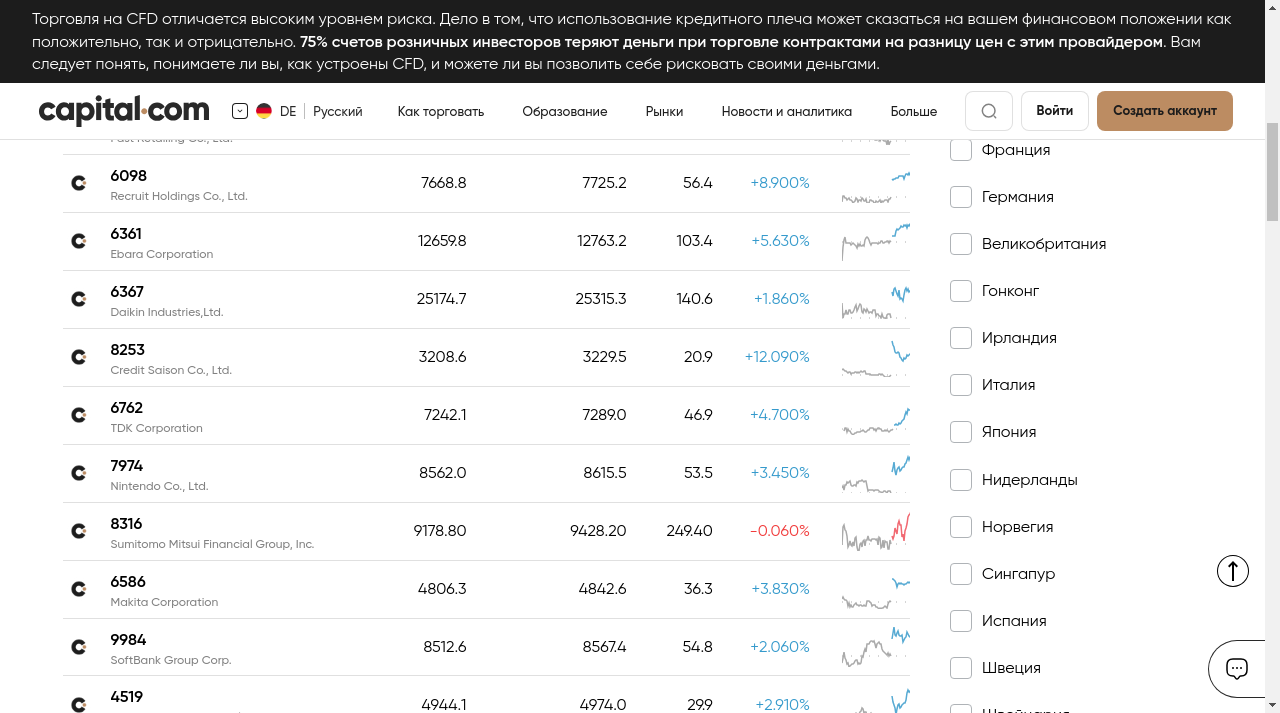 Торговля на CFD отличается высоким уровнем риска. Дело в том, что использование кредитного плеча может сказаться на вашем финансовом положении как
положительно, так и отрицательно. 75% счетов розничных инвесторов теряют деньги при торговле контрактами на разницу цен с этим провайдером. Вам
следует понять, понимаете ли вы, как устроены CFD, и можете ли вы позволить себе рисковать своими деньгами.
capital.com DE Русский Как торговать Образование Рынки Новости и аналитика Больше Войти Создать аккаунт
Fast Retailing Co., Ltd.
Франция
6098 7668.8 7725.2 56.4 +8.900%
Recruit Holdings Co., Ltd.
Германия
6361 12659.8 12763.2 103.4 +5.630%
Ebara Corporation
Великобритания
6367 25174.7 25315.3 140.6 +1.860%
Daikin Industries,Ltd.
Гонконг
Ирландия
8253 3208.6 3229.5 20.9 +12.090%
Credit Saison Co., Ltd.
Италия
6762 7242.1 7289.0 46.9 +4.700%
TDK Corporation
Япония
7974 8562.0 8615.5 53.5 +3.450%
Nintendo Co., Ltd.
Нидерланды
8316 9178.80 9428.20 249.40 -0.060%
Sumitomo Mitsui Financial Group, Inc.
Норвегия
Сингапур
6586 4806.3 4842.6 36.3 +3.830%
Makita Corporation
Испания
9984 8512.6 8567.4 54.8 +2.060%
SoftBank Group Corp.
Швеция
4519 4944.1 4974.0 29.9 +2.910%
Швейцария